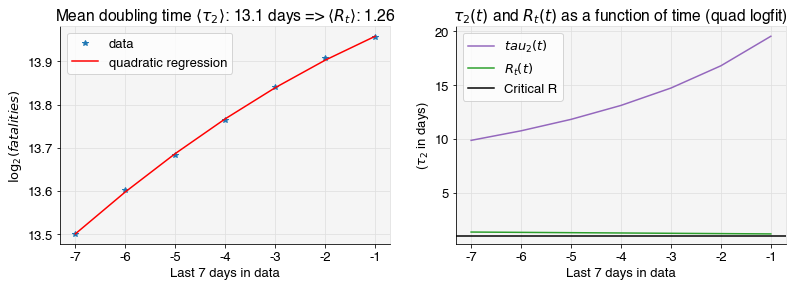 Mean doubling time ⟨τ₂⟩: 13.1 days => ⟨Rₜ⟩: 1.26
data
quadratic regression
log₂(fatalities)
13.9
13.8
13.7
13.6
13.5
-7 -6 -5 -4 -3 -2 -1
Last 7 days in data
τ₂(t) and Rₜ(t) as a function of time (quad logfit)
tau₂(t)
Rₜ(t)
Critical R
(τ₂ in days)
20
15
10
5
-7 -6 -5 -4 -3 -2 -1
Last 7 days in data